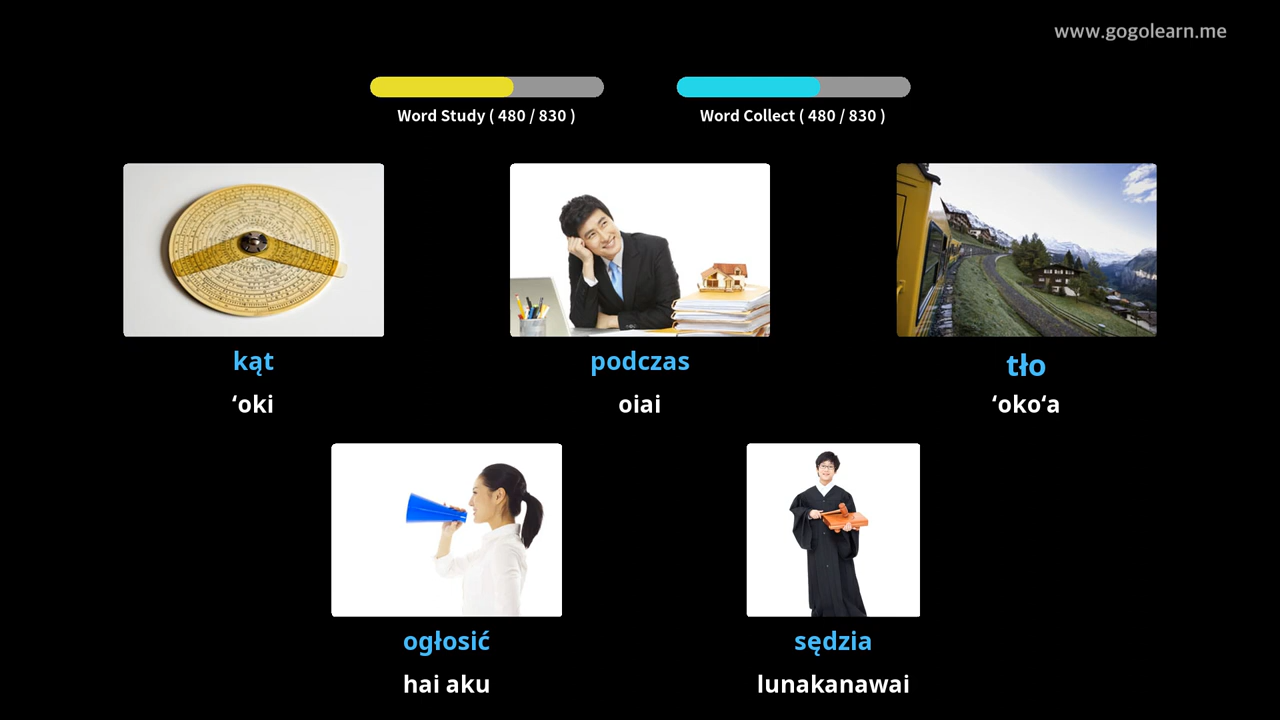 www.gogolearn.me
Word Study ( 480 / 830 )
Word Collect ( 480 / 830 )
kąt
podczas
tło
ʻoki
oiai
ʻokoʻa
ogłosić
sędzia
hai aku
lunakanawai